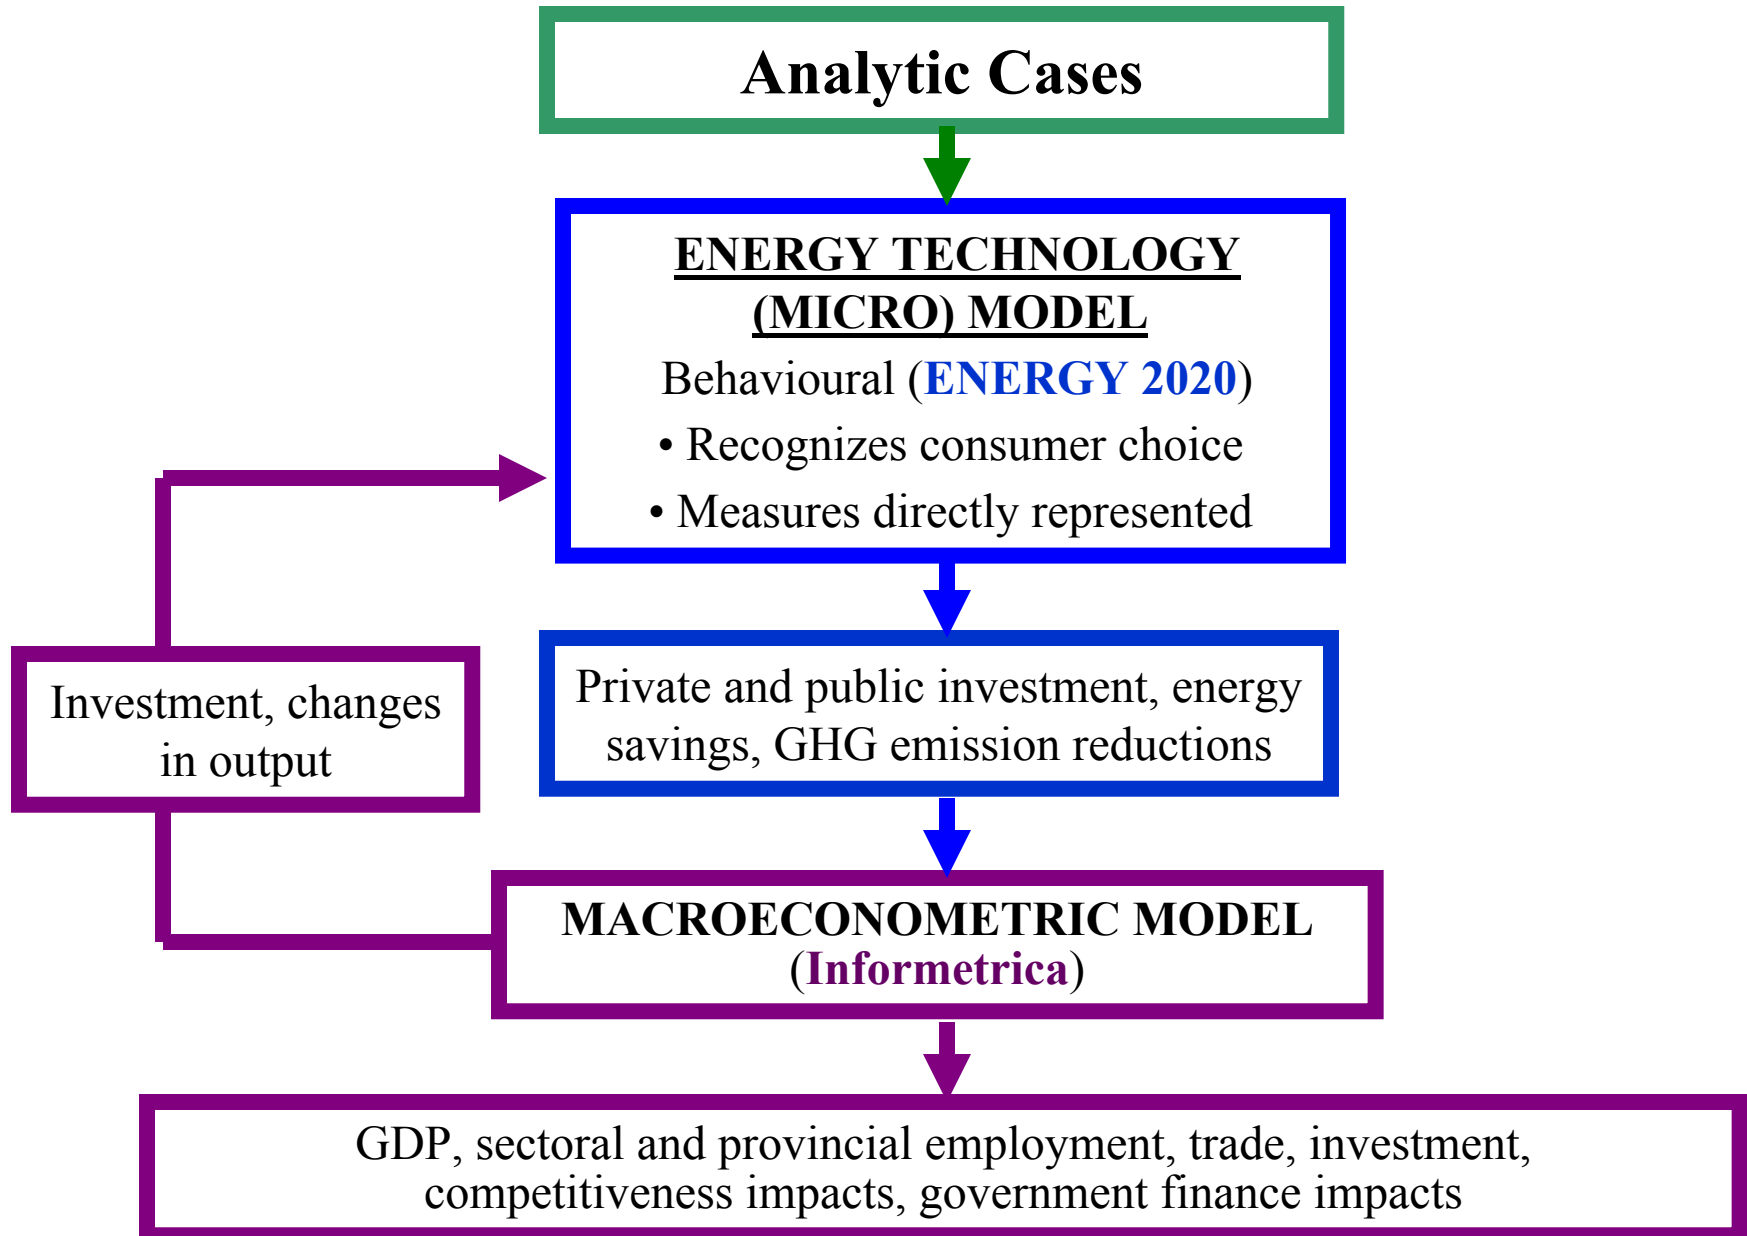 Analytic Cases
ENERGY TECHNOLOGY
(MICRO) MODEL
Behavioural (ENERGY 2020)
• Recognizes consumer choice
• Measures directly represented
Investment, changes
in output
Private and public investment, energy
savings, GHG emission reductions
MACROECONOMETRIC MODEL
(Informetrica)
GDP, sectoral and provincial employment, trade, investment,
competitiveness impacts, government finance impacts